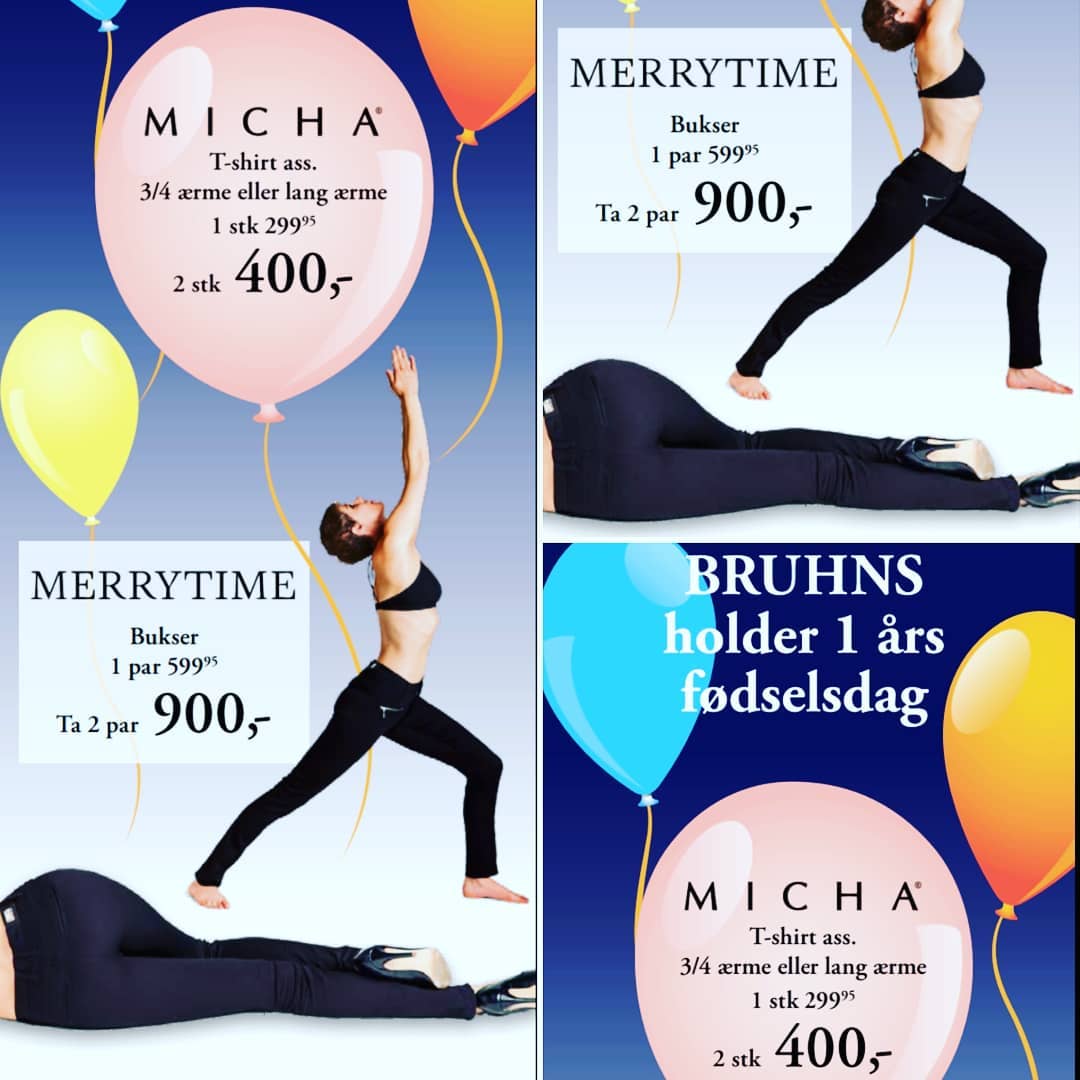 MICHA®
T-shirt ass.
3/4 ærme eller lang ærme
1 stk 299⁹⁵
2 stk 400,-
MERRYTIME
Bukser
1 par 599⁹⁵
Ta 2 par 900,-
MERRYTIME
Bukser
1 par 599⁹⁵
Ta 2 par 900,-
BRUHNS
holder 1 års
fødselsdag
MICHA®
T-shirt ass.
3/4 ærme eller lang ærme
1 stk 299⁹⁵
2 stk 400,-